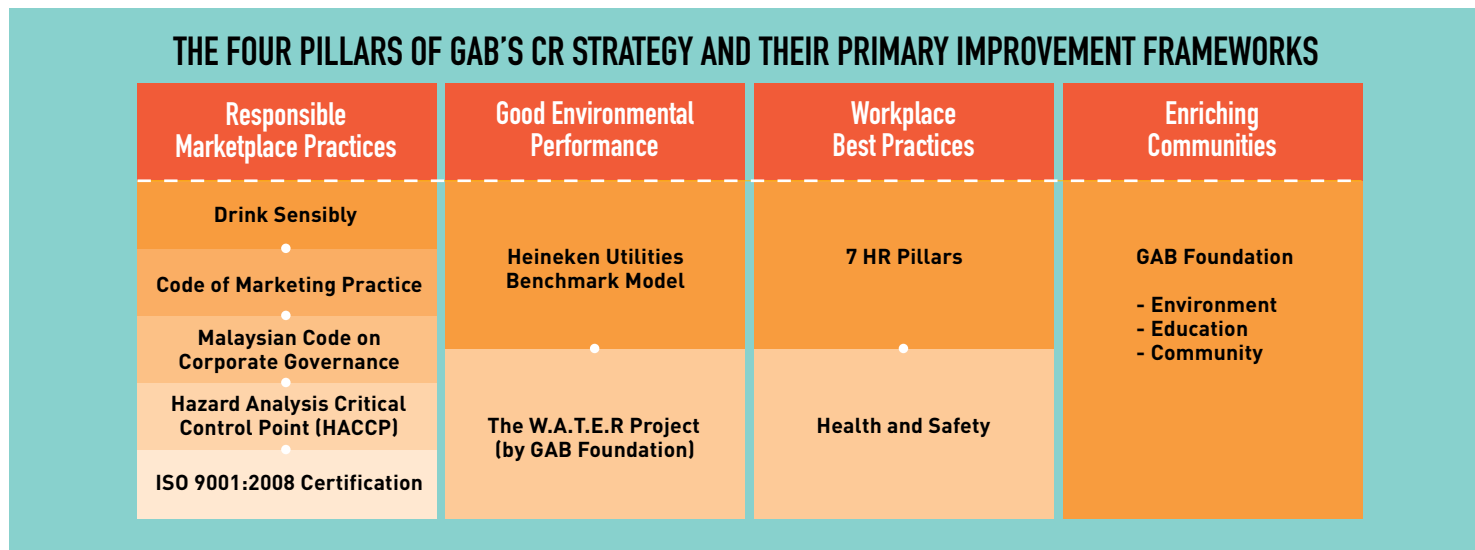 THE FOUR PILLARS OF GAB'S CR STRATEGY AND THEIR PRIMARY IMPROVEMENT FRAMEWORKS
Responsible
Marketplace Practices
Drink Sensibly
Code of Marketing Practice
Malaysian Code on
Corporate Governance
Hazard Analysis Critical
Control Point (HACCP)
ISO 9001:2008 Certification
Good Environmental
Performance
Heineken Utilities
Benchmark Model
The W.A.T.E.R Project
(by GAB Foundation)
Workplace
Best Practices
7 HR Pillars
Health and Safety
Enriching
Communities
GAB Foundation
- Environment
- Education
- Community